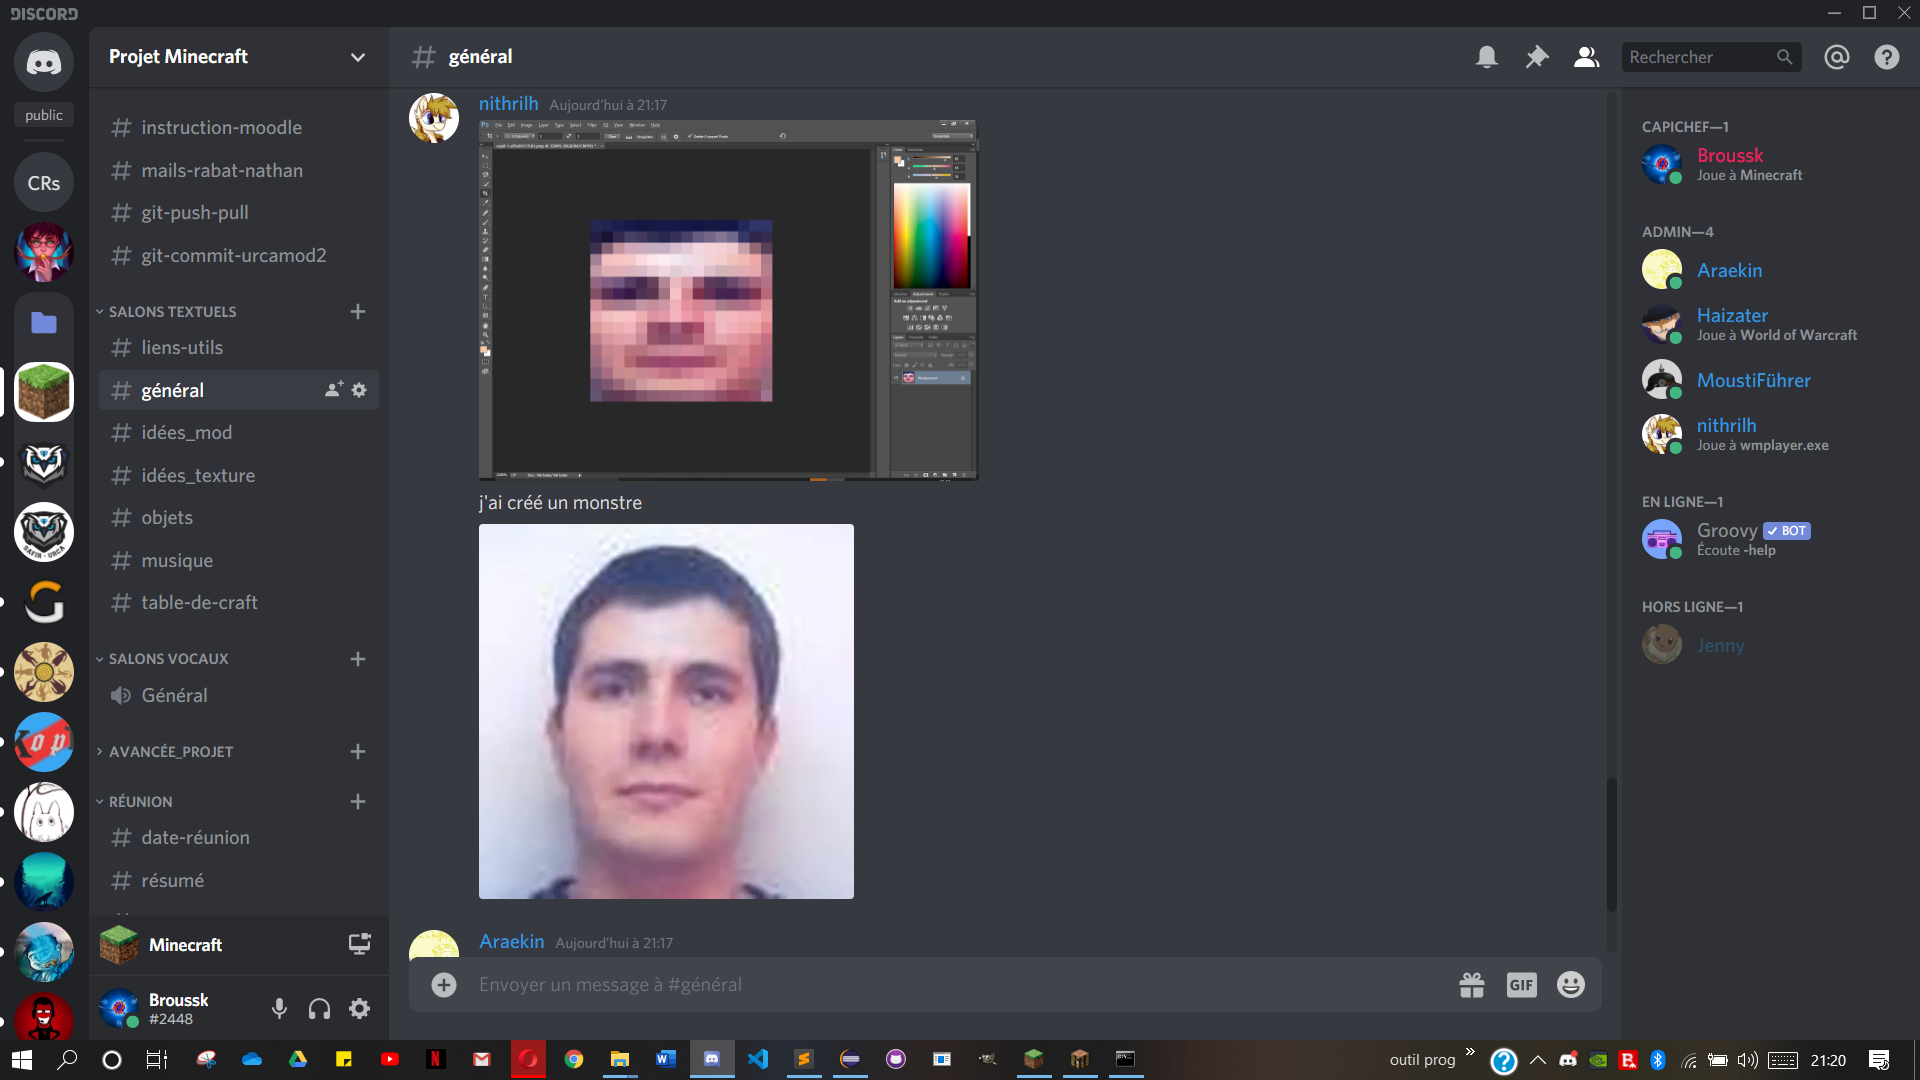 DISCORD
public
CRs
Projet Minecraft
instruction-moodle
mails-rabat-nathan
git-push-pull
git-commit-urcamod2
SALONS TEXTUELS
liens-utils
général
idées_mod
idées_texture
objets
musique
table-de-craft
SALONS VOCAUX
Général
AVANCÉE_PROJET
RÉUNION
date-réunion
résumé
Minecraft
Broussk
#2448
# général
Rechercher
nithrilh Aujourd'hui à 21:17
j'ai créé un monstre
Araekin Aujourd'hui à 21:17
Envoyer un message à #général
GIF
CAPICHEF—1
Broussk
Joue à Minecraft
ADMIN—4
Araekin
Haizater
Joue à World of Warcraft
MoustiFührer
nithrilh
Joue à wmplayer.exe
EN LIGNE—1
Groovy BOT
Écoute -help
HORS LIGNE—1
Jenny
outil prog
21:20